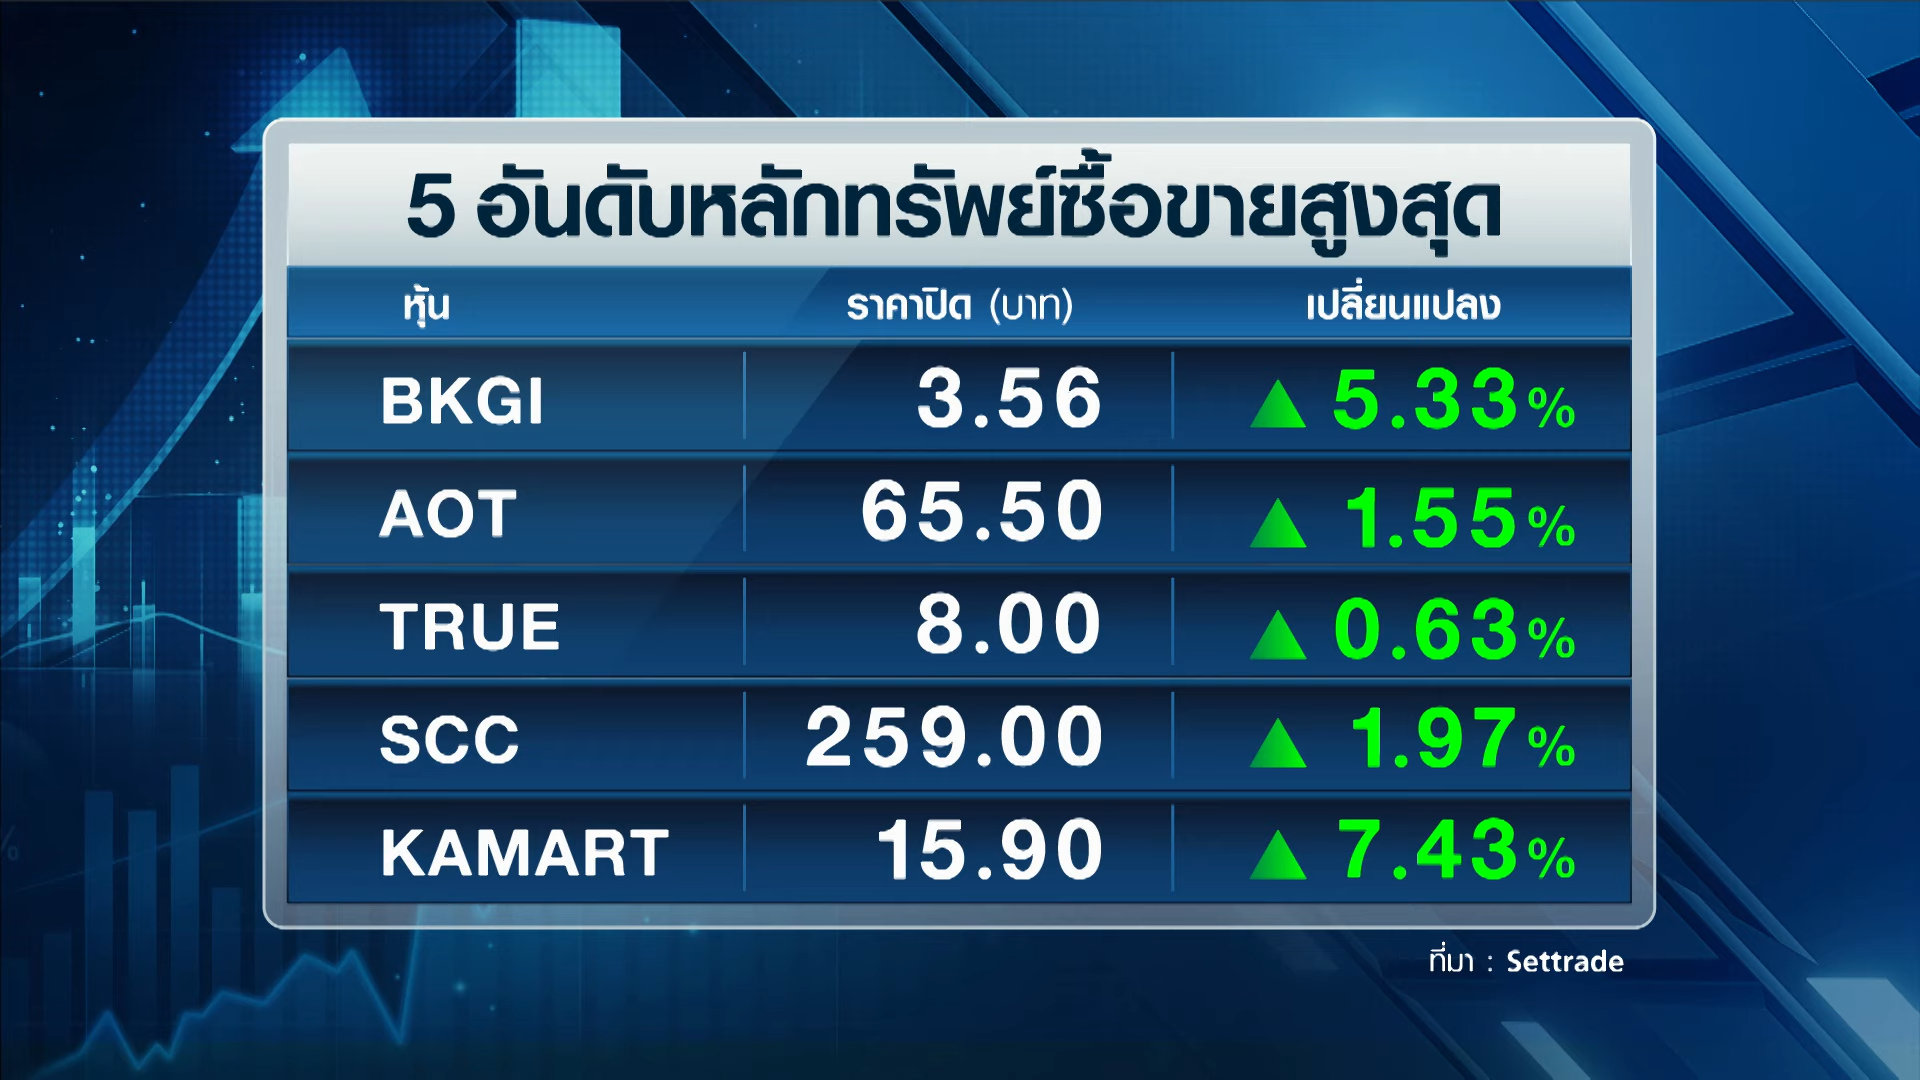 5 อันดับหลักทรัพย์ซื้อขายสูงสุด
หุ้น ราคาปิด (บาท) เปลี่ยนแปลง
BKGI 3.56 ▲ 5.33%
AOT 65.50 ▲ 1.55%
TRUE 8.00 ▲ 0.63%
SCC 259.00 ▲ 1.97%
KAMART 15.90 ▲ 7.43%
ที่มา : Settrade